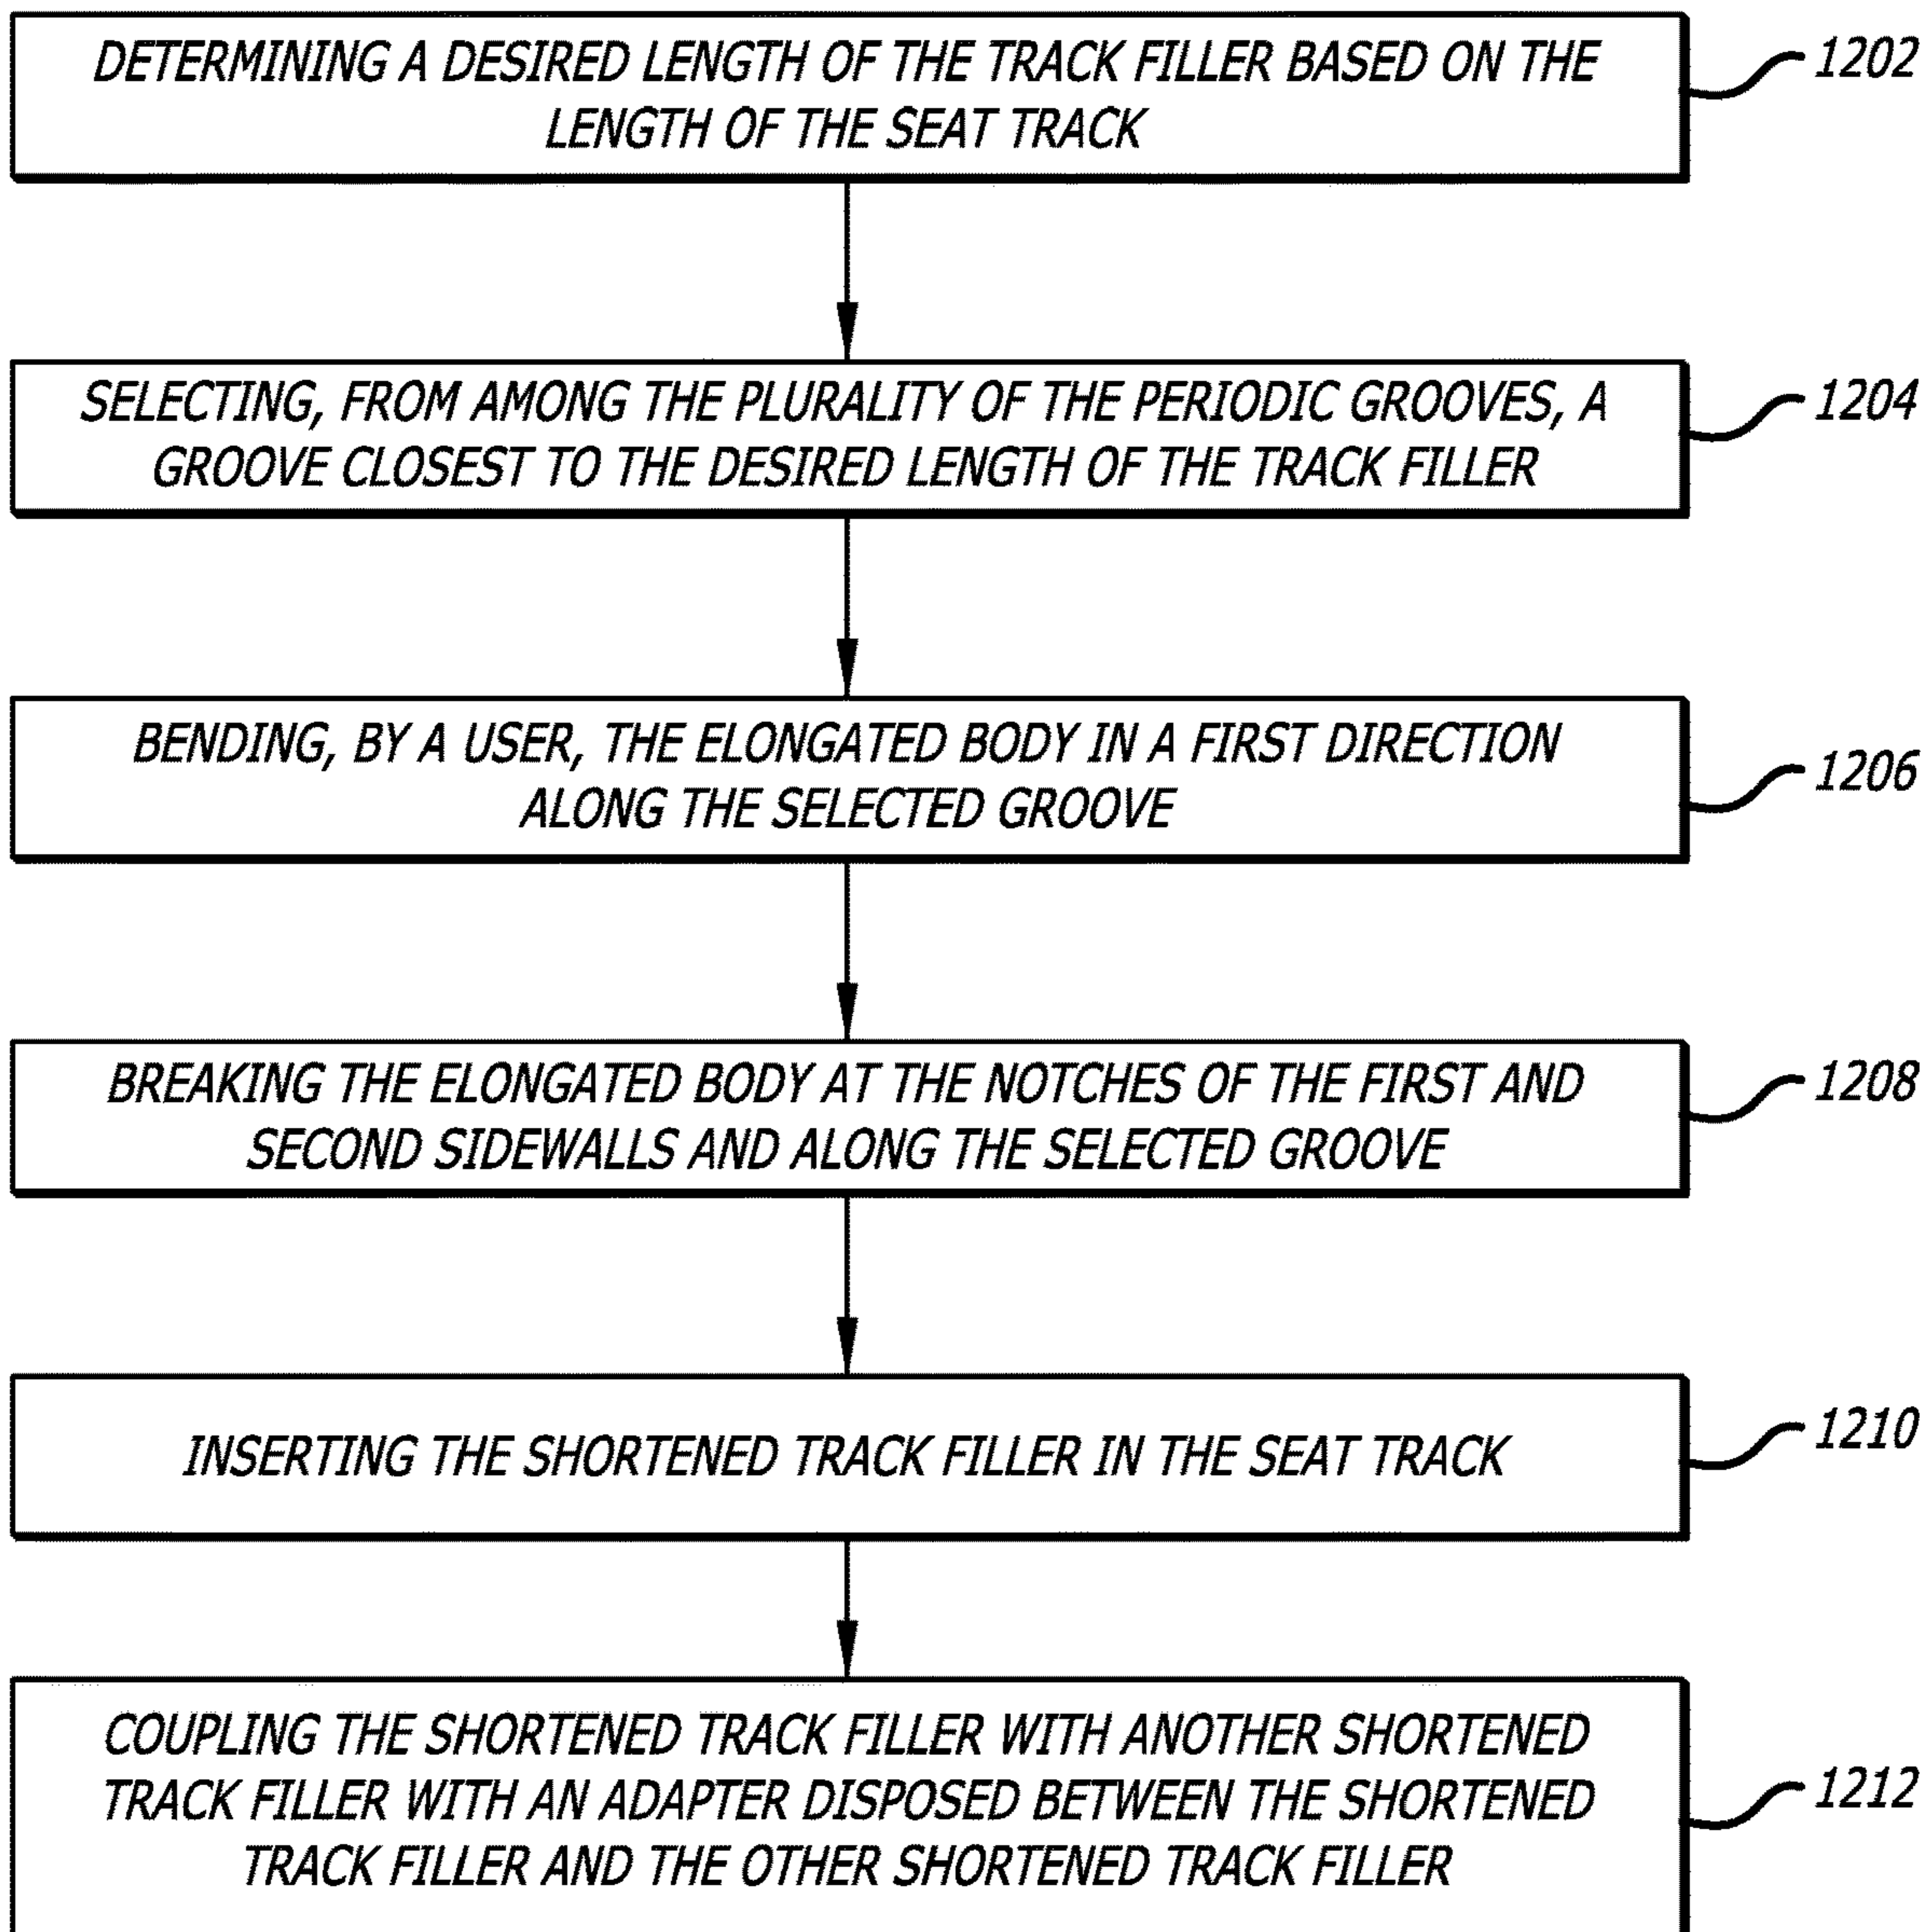 DETERMINING A DESIRED LENGTH OF THE TRACK FILLER BASED ON THE
LENGTH OF THE SEAT TRACK
1202
SELECTING, FROM AMONG THE PLURALITY OF THE PERIODIC GROOVES, A
GROOVE CLOSEST TO THE DESIRED LENGTH OF THE TRACK FILLER
1204
BENDING, BY A USER, THE ELONGATED BODY IN A FIRST DIRECTION
ALONG THE SELECTED GROOVE
1206
BREAKING THE ELONGATED BODY AT THE NOTCHES OF THE FIRST AND
SECOND SIDEWALLS AND ALONG THE SELECTED GROOVE
1208
INSERTING THE SHORTENED TRACK FILLER IN THE SEAT TRACK
1210
COUPLING THE SHORTENED TRACK FILLER WITH ANOTHER SHORTENED
TRACK FILLER WITH AN ADAPTER DISPOSED BETWEEN THE SHORTENED
TRACK FILLER AND THE OTHER SHORTENED TRACK FILLER
1212